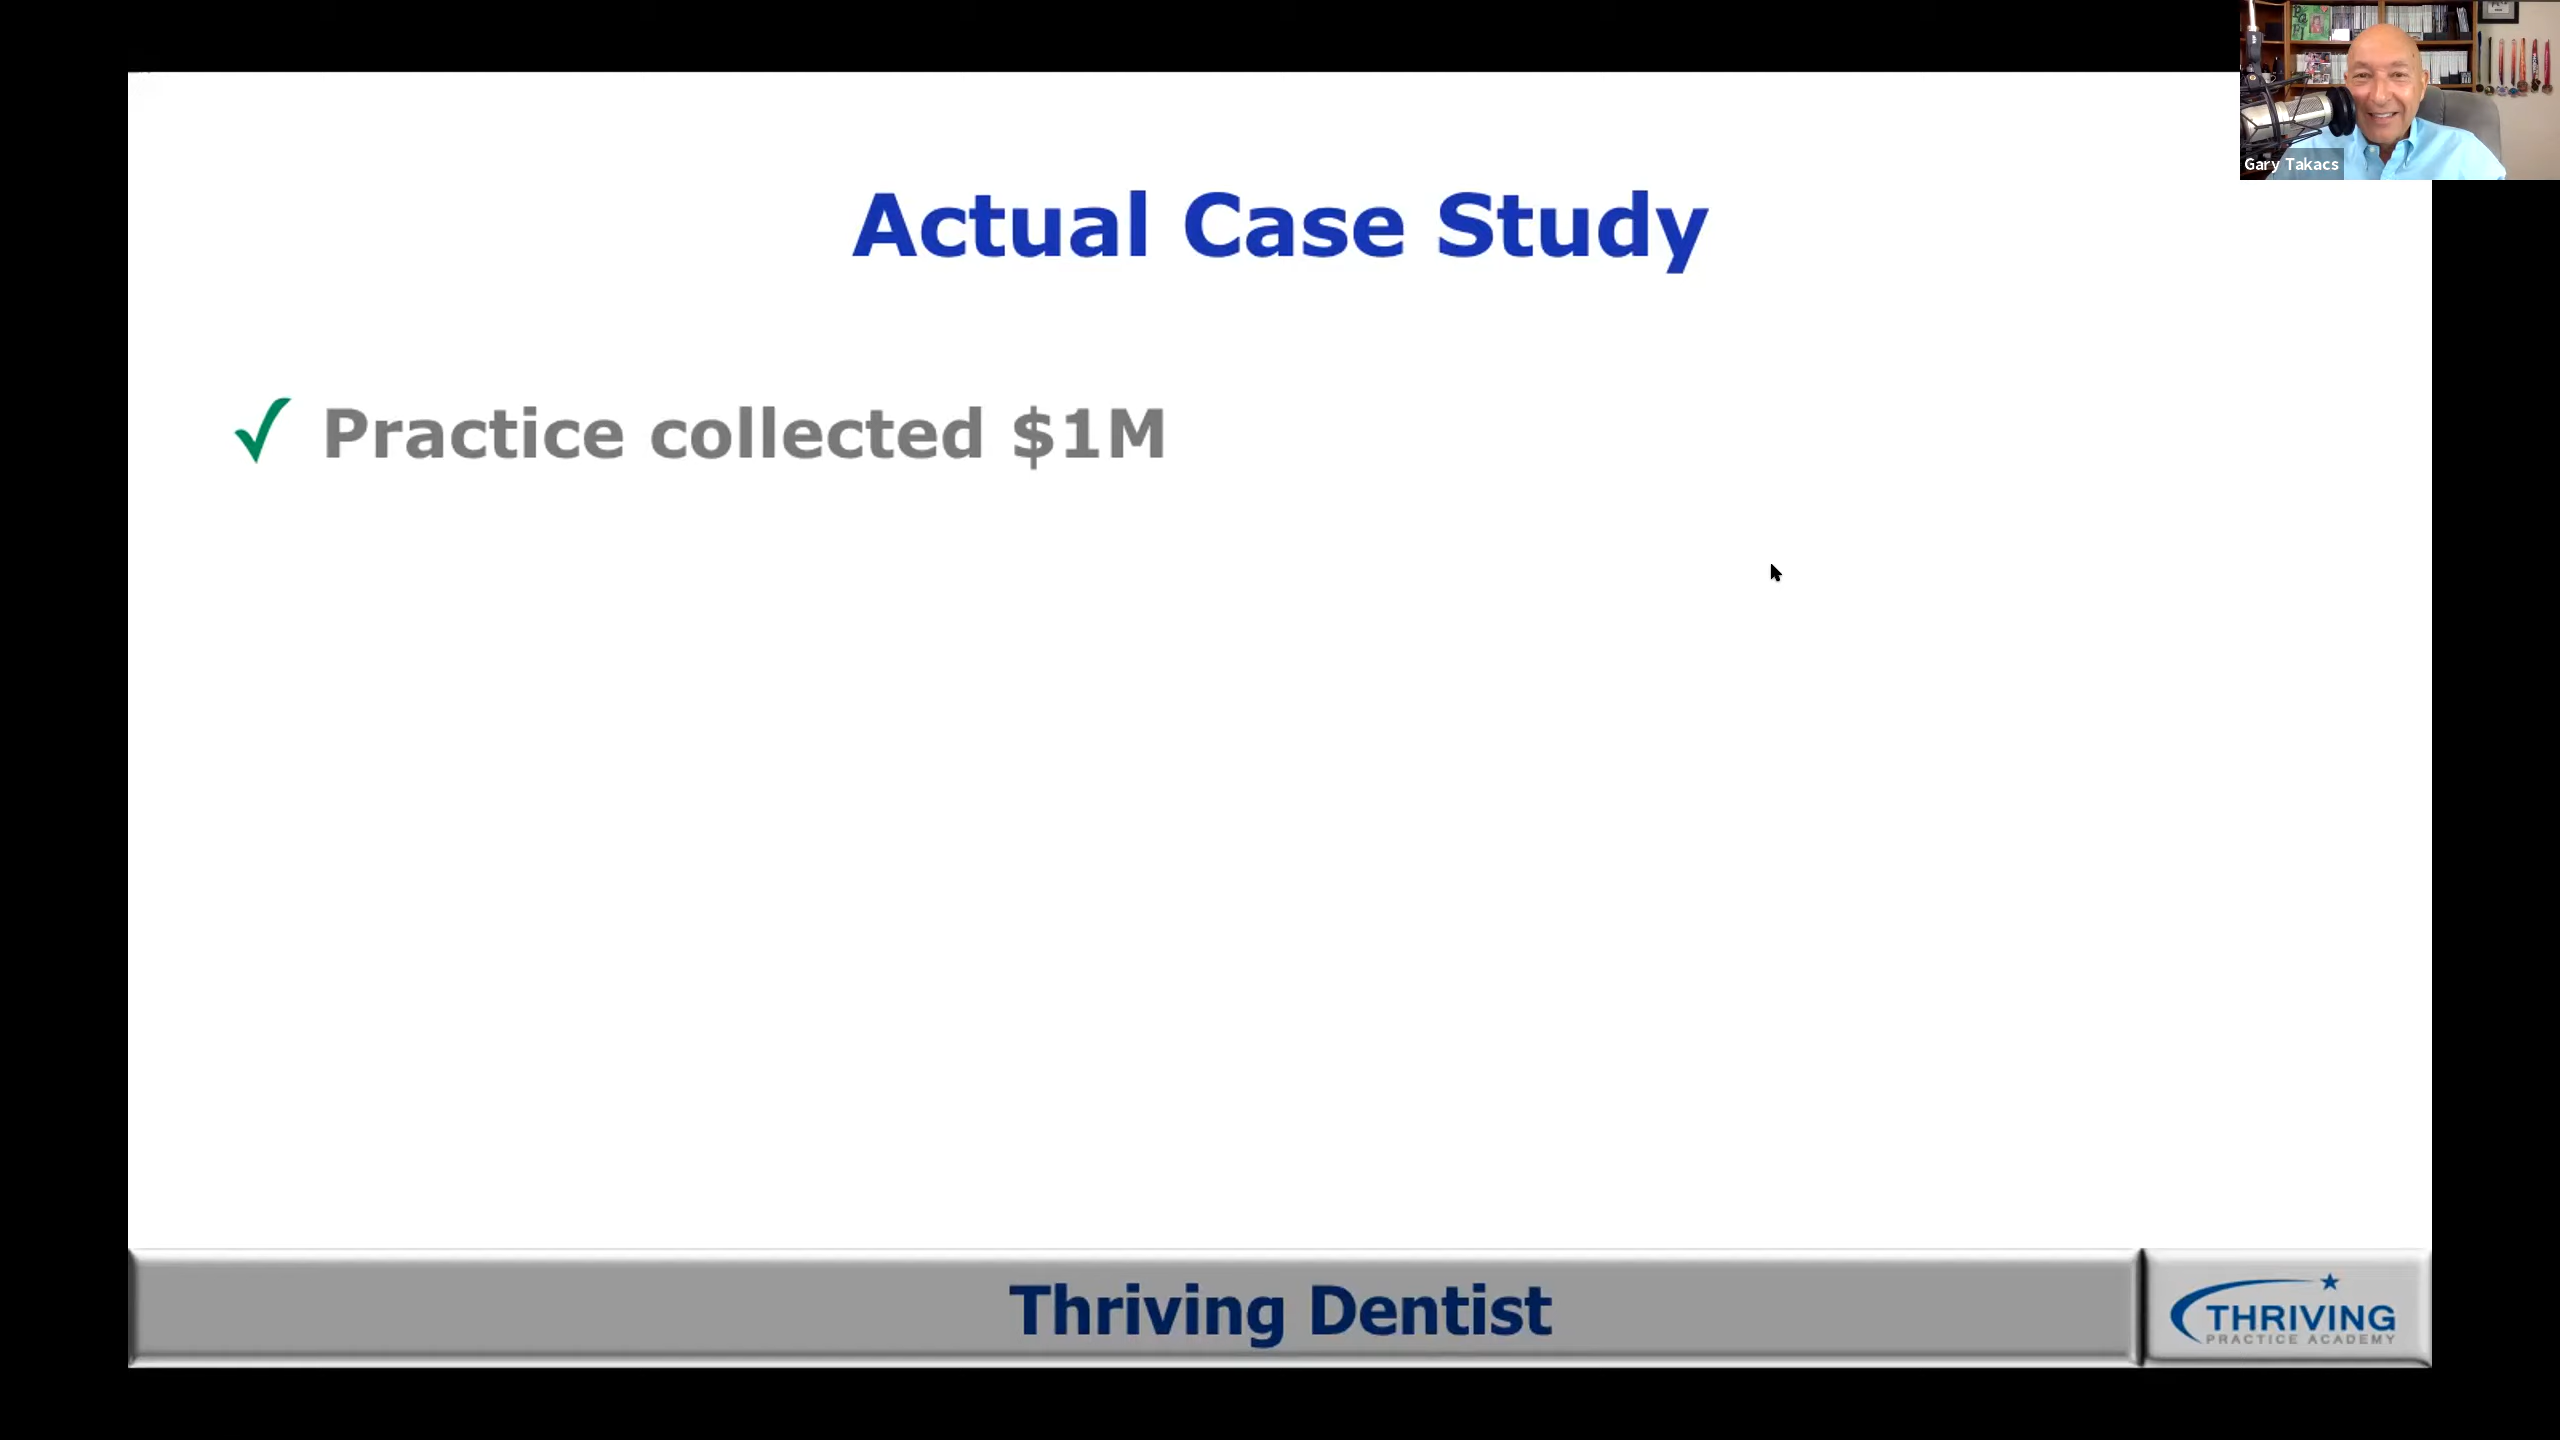 Gary Takacs
Actual Case Study
Practice collected $1M
Thriving Dentist
THRIVING
PRACTICE ACADEMY